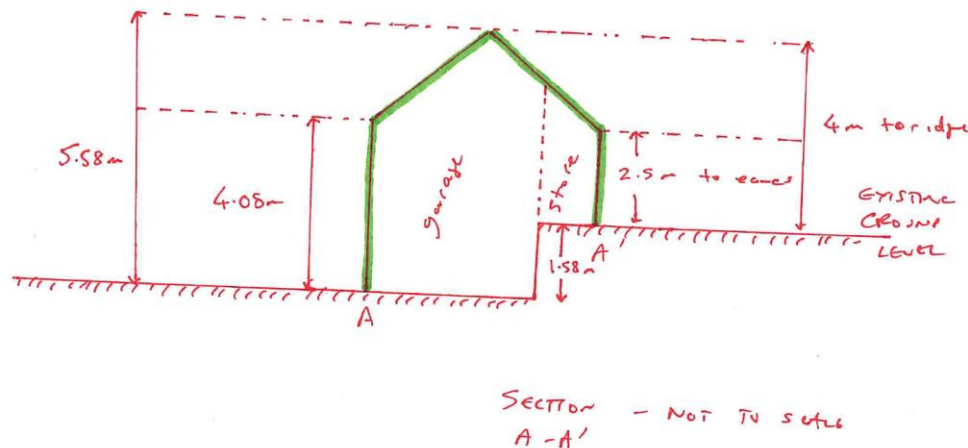 5.58m
4.08m
garage
store
1.58m
2.5m to eaves
4m to ridge
EXISTING
GROUND
LEVEL
A
A'
SECTION - NOT TO SCALE
A-A'